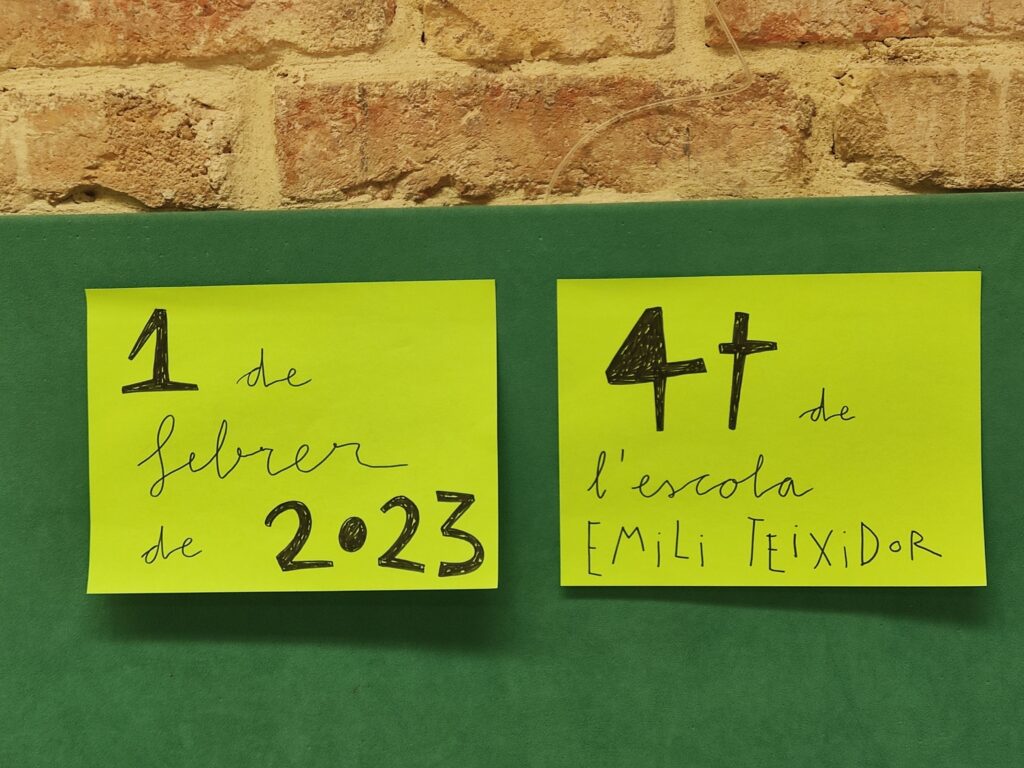 1 de
febrer
de 2023
4t de
l'escola
EMiLi TEiXiDOR